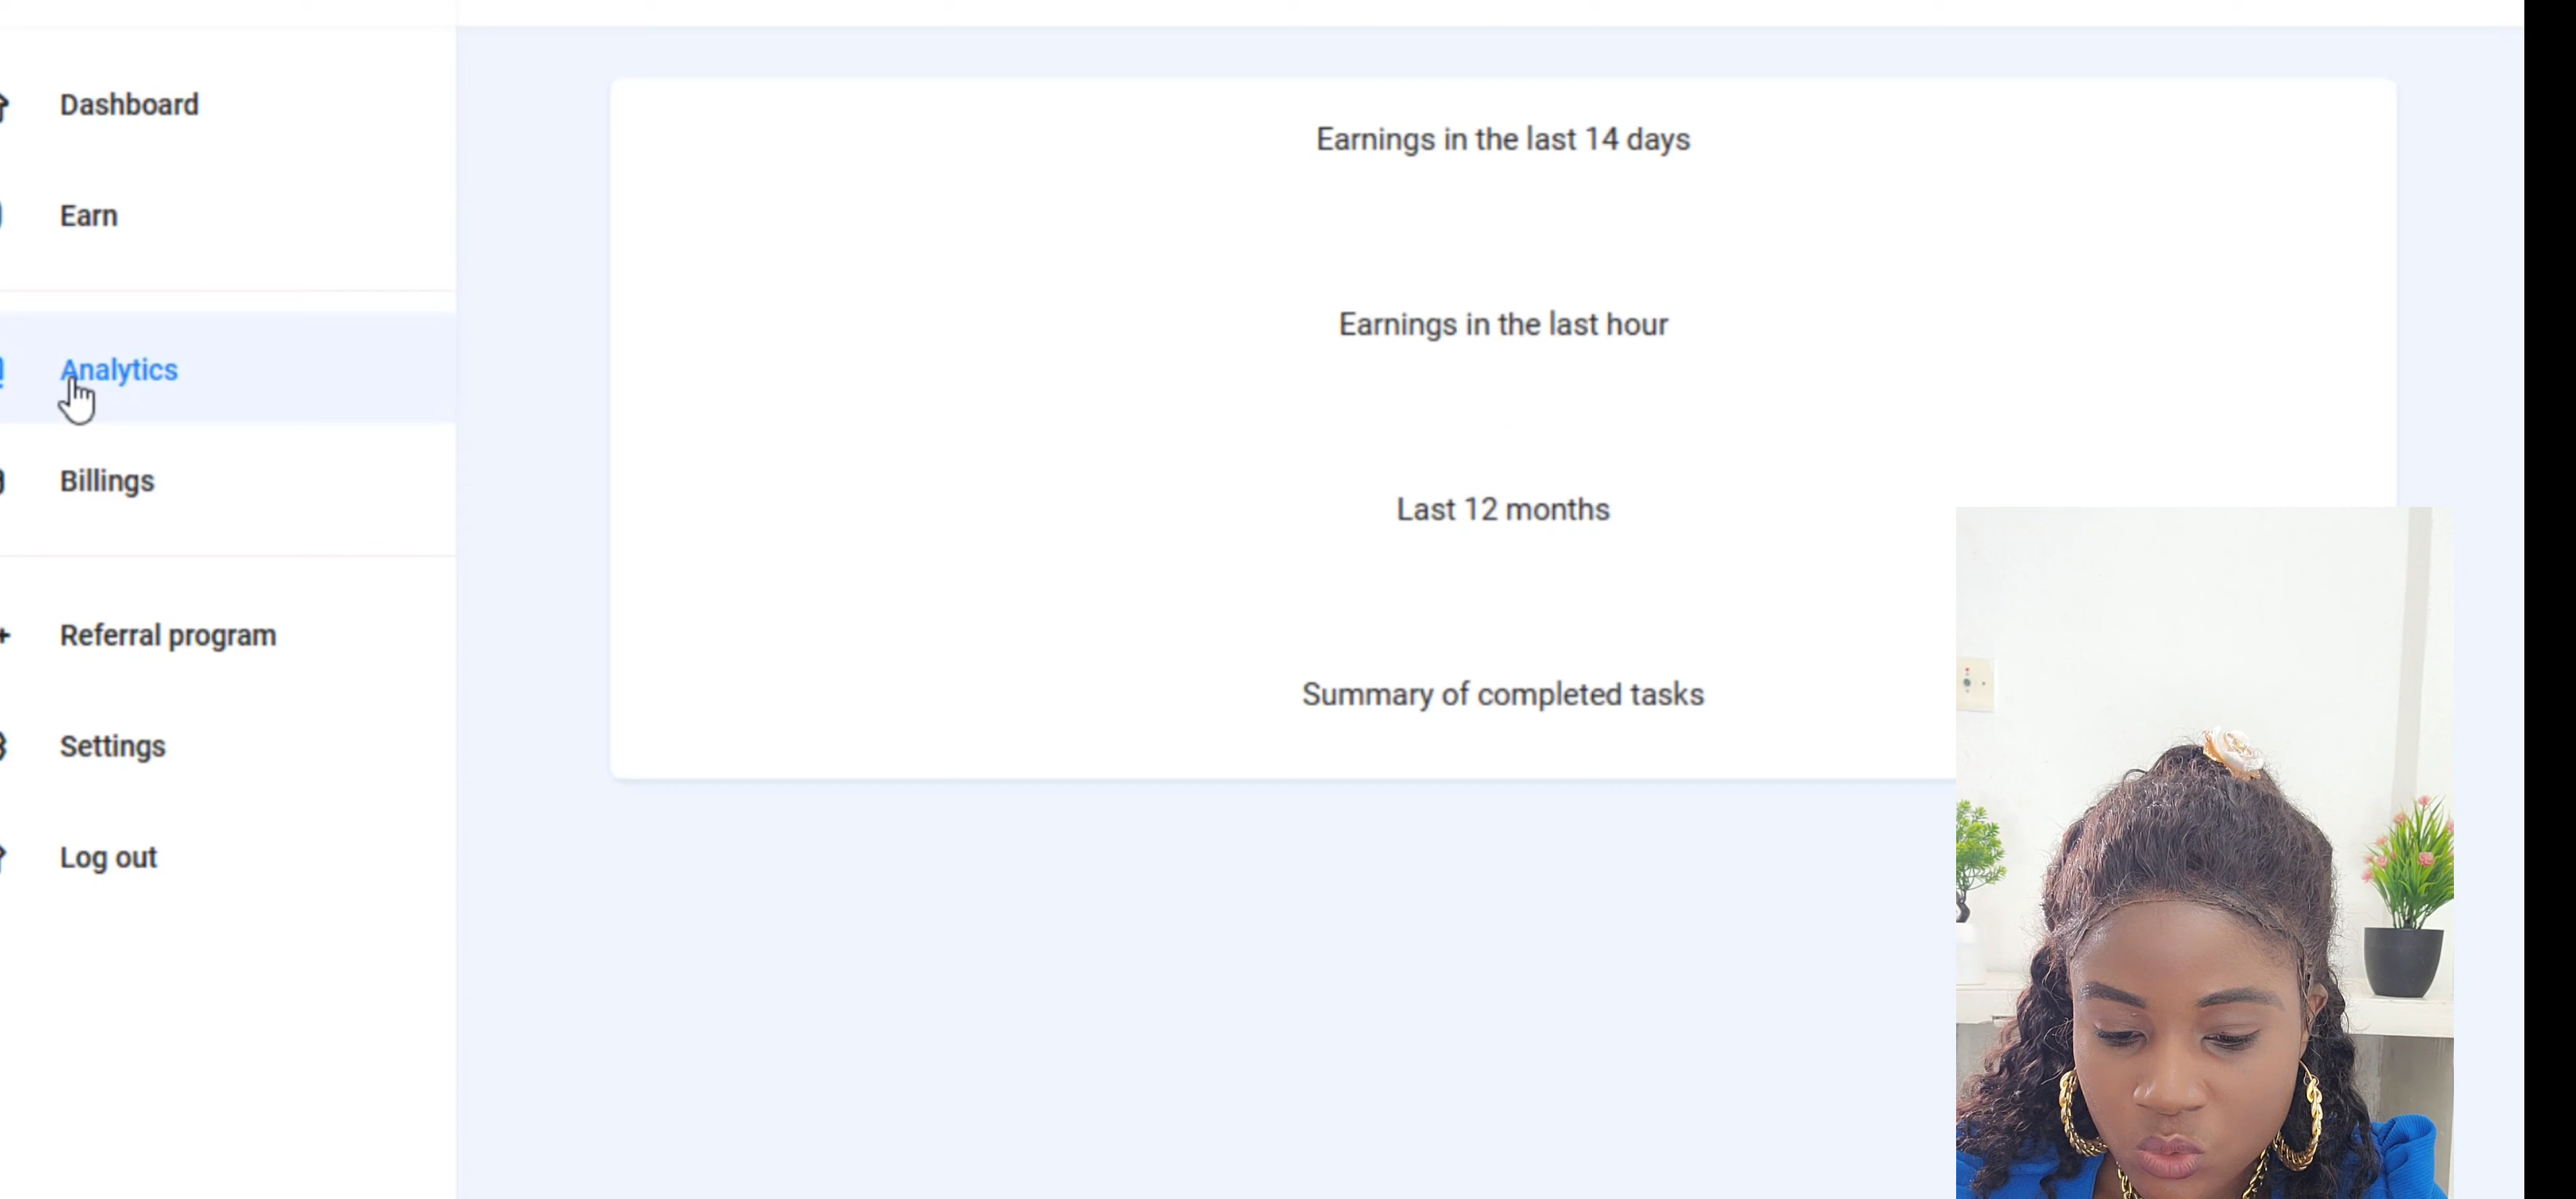 Dashboard
Earn
Analytics
Billings
Referral program
Settings
Log out
Earnings in the last 14 days
Earnings in the last hour
Last 12 months
Summary of completed tasks